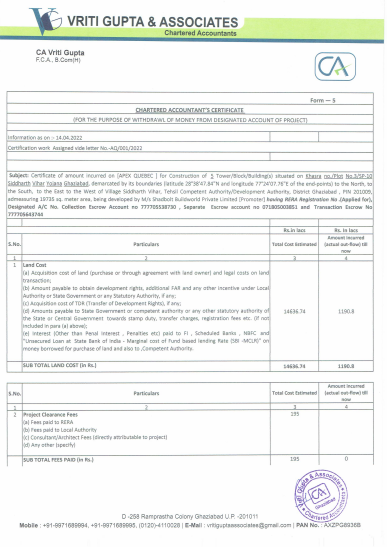 VRITI GUPTA & ASSOCIATES
Chartered Accountants
CA Vriti Gupta
F.C.A., B.Com(H)
CA
Form — 5
CHARTERED ACCOUNTANT'S CERTIFICATE
(FOR THE PURPOSE OF WITHDRAWL OF MONEY FROM DESIGNATED ACCOUNT OF PROJECT)
Information as on :- 14.04.2022
Certification work Assigned vide letter No.-AQ/001/2022
Subject: Certificate of amount incurred on [APEX QUEBEC ] for Construction of 5 Tower/Block/Building(s) situated on Khasra no./Plot No.3/SP-10
Siddharth Vihar Yojana Ghaziabad, demarcated by its boundaries (latitude 28°38'47.84"N and longitude 77°24'07.76"E of the end-points) to the North, to
the South, to the East to the West of Village Siddharth Vihar, Tehsil Competent Authority/Development Authority, District Ghaziabad , PIN 201009,
admeasuring 19735 sq. meter area, being developed by M/s Shadbolt Buildword Private Limited [Promoter] having RERA Registration No .(Applied for),
Designated A/C No. Collection Escrow Account no 777705538730 , Separate Escrow account no 071805003851 and Transaction Escrow No
777705643744
Rs.in lacs Rs. In lacs
S.No. Particulars Total Cost Estimated Amount Incurred (actual out-flow) till now
1 2 3 4
1 Land Cost
(a) Acquisition cost of land (purchase or through agreement with land owner) and legal costs on land
transaction;
(b) Amount payable to obtain development rights, additional FAR and any other incentive under Local
Authority or State Government or any Statutory Authority, if any;
(c) Acquisition cost of TDR (Transfer of Development Rights), if any;
(d) Amounts payable to State Government or competent authority or any other statutory authority of
the State or Central Government towards stamp duty, transfer charges, registration fees etc. (if not
included in para (a) above);
14636.74 1190.8
(e) Interest (Other than Penal Interest , Penalties etc) paid to FI , Scheduled Banks , NBFC and
"Unsecured Loan at State Bank of India - Marginal cost of Fund based lending Rate (SBI -MCLR)" on
money borrowed for purchase of land and also ,Competent Authority.
SUB TOTAL LAND COST (in Rs.) 14636.74 1190.8
S.No. Particulars Total Cost Estimated Amount Incurred (actual out-flow) till now
1 2 3 4
2 Project Clearance Fees 195
(a) Fees paid to RERA
(b) Fees paid to Local Authority
(c) Consultant/Architect Fees (directly attributable to project)
(d) Any other (specify)
SUB TOTAL FEES PAID (in Rs.) 195 0
Vriti Gupta & Associates
CA
Ghaziabad
Chartered Accountants
D -258 Ramprastha Colony Ghaziabad U.P. -201011
Mobile : +91-9971689994, +91-9971689995, (0120)-4110028 | E-Mail : vritiguptaassociates@gmail.com | PAN No. : AXZPG8936B